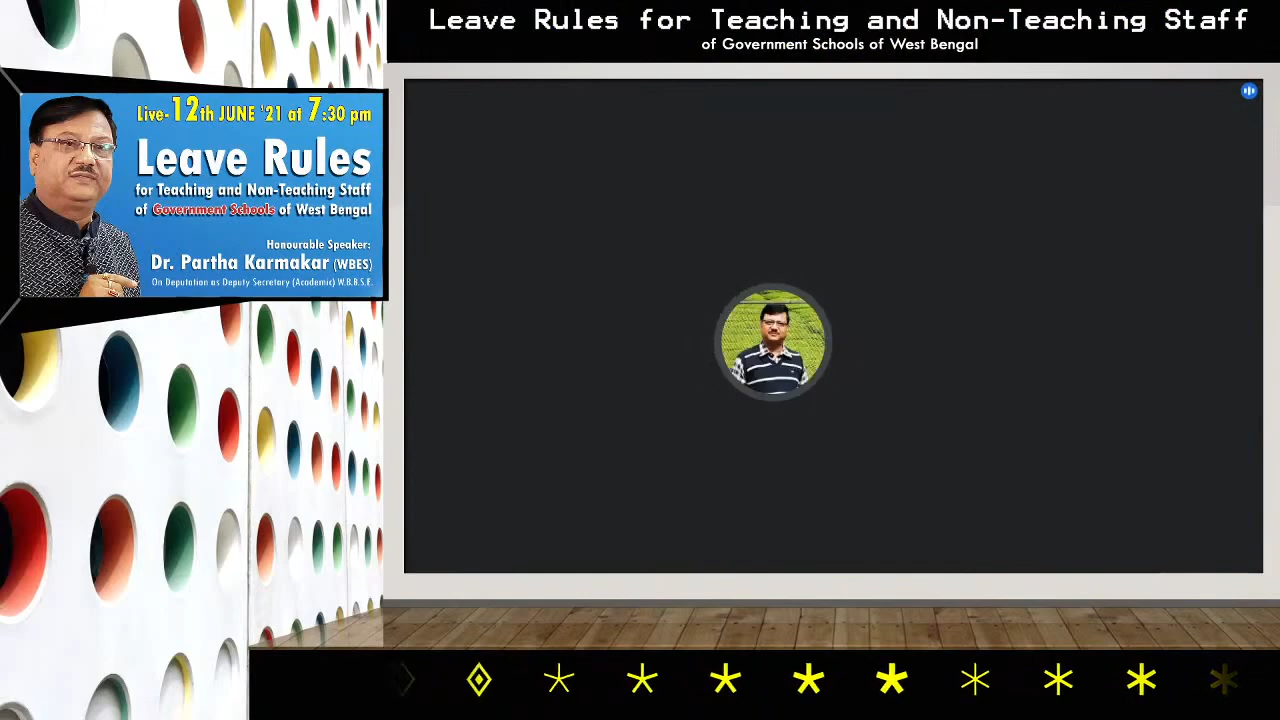 Leave Rules for Teaching and Non-Teaching Staff
of Government Schools of West Bengal
Live-12th JUNE '21 at 7:30 pm
Leave Rules
for Teaching and Non-Teaching Staff
of Government Schools of West Bengal
Honourable Speaker:
Dr. Partha Karmakar (WBES)
On Deputation as Deputy Secretary (Academic) W.B.B.S.E.